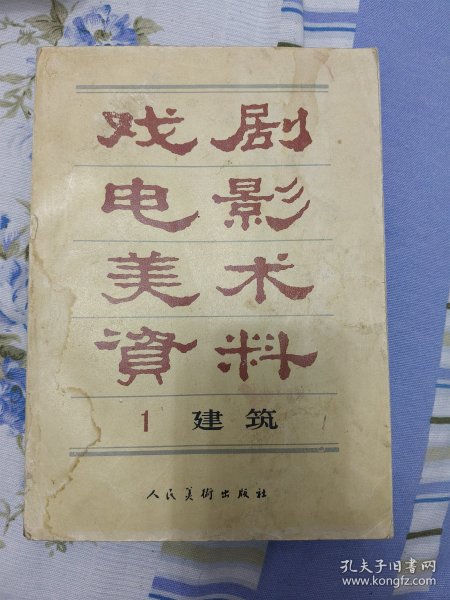 戏剧
电影
美术
資料
1 建筑
人民美術出版社
孔夫子旧书网
www.kongfz.com